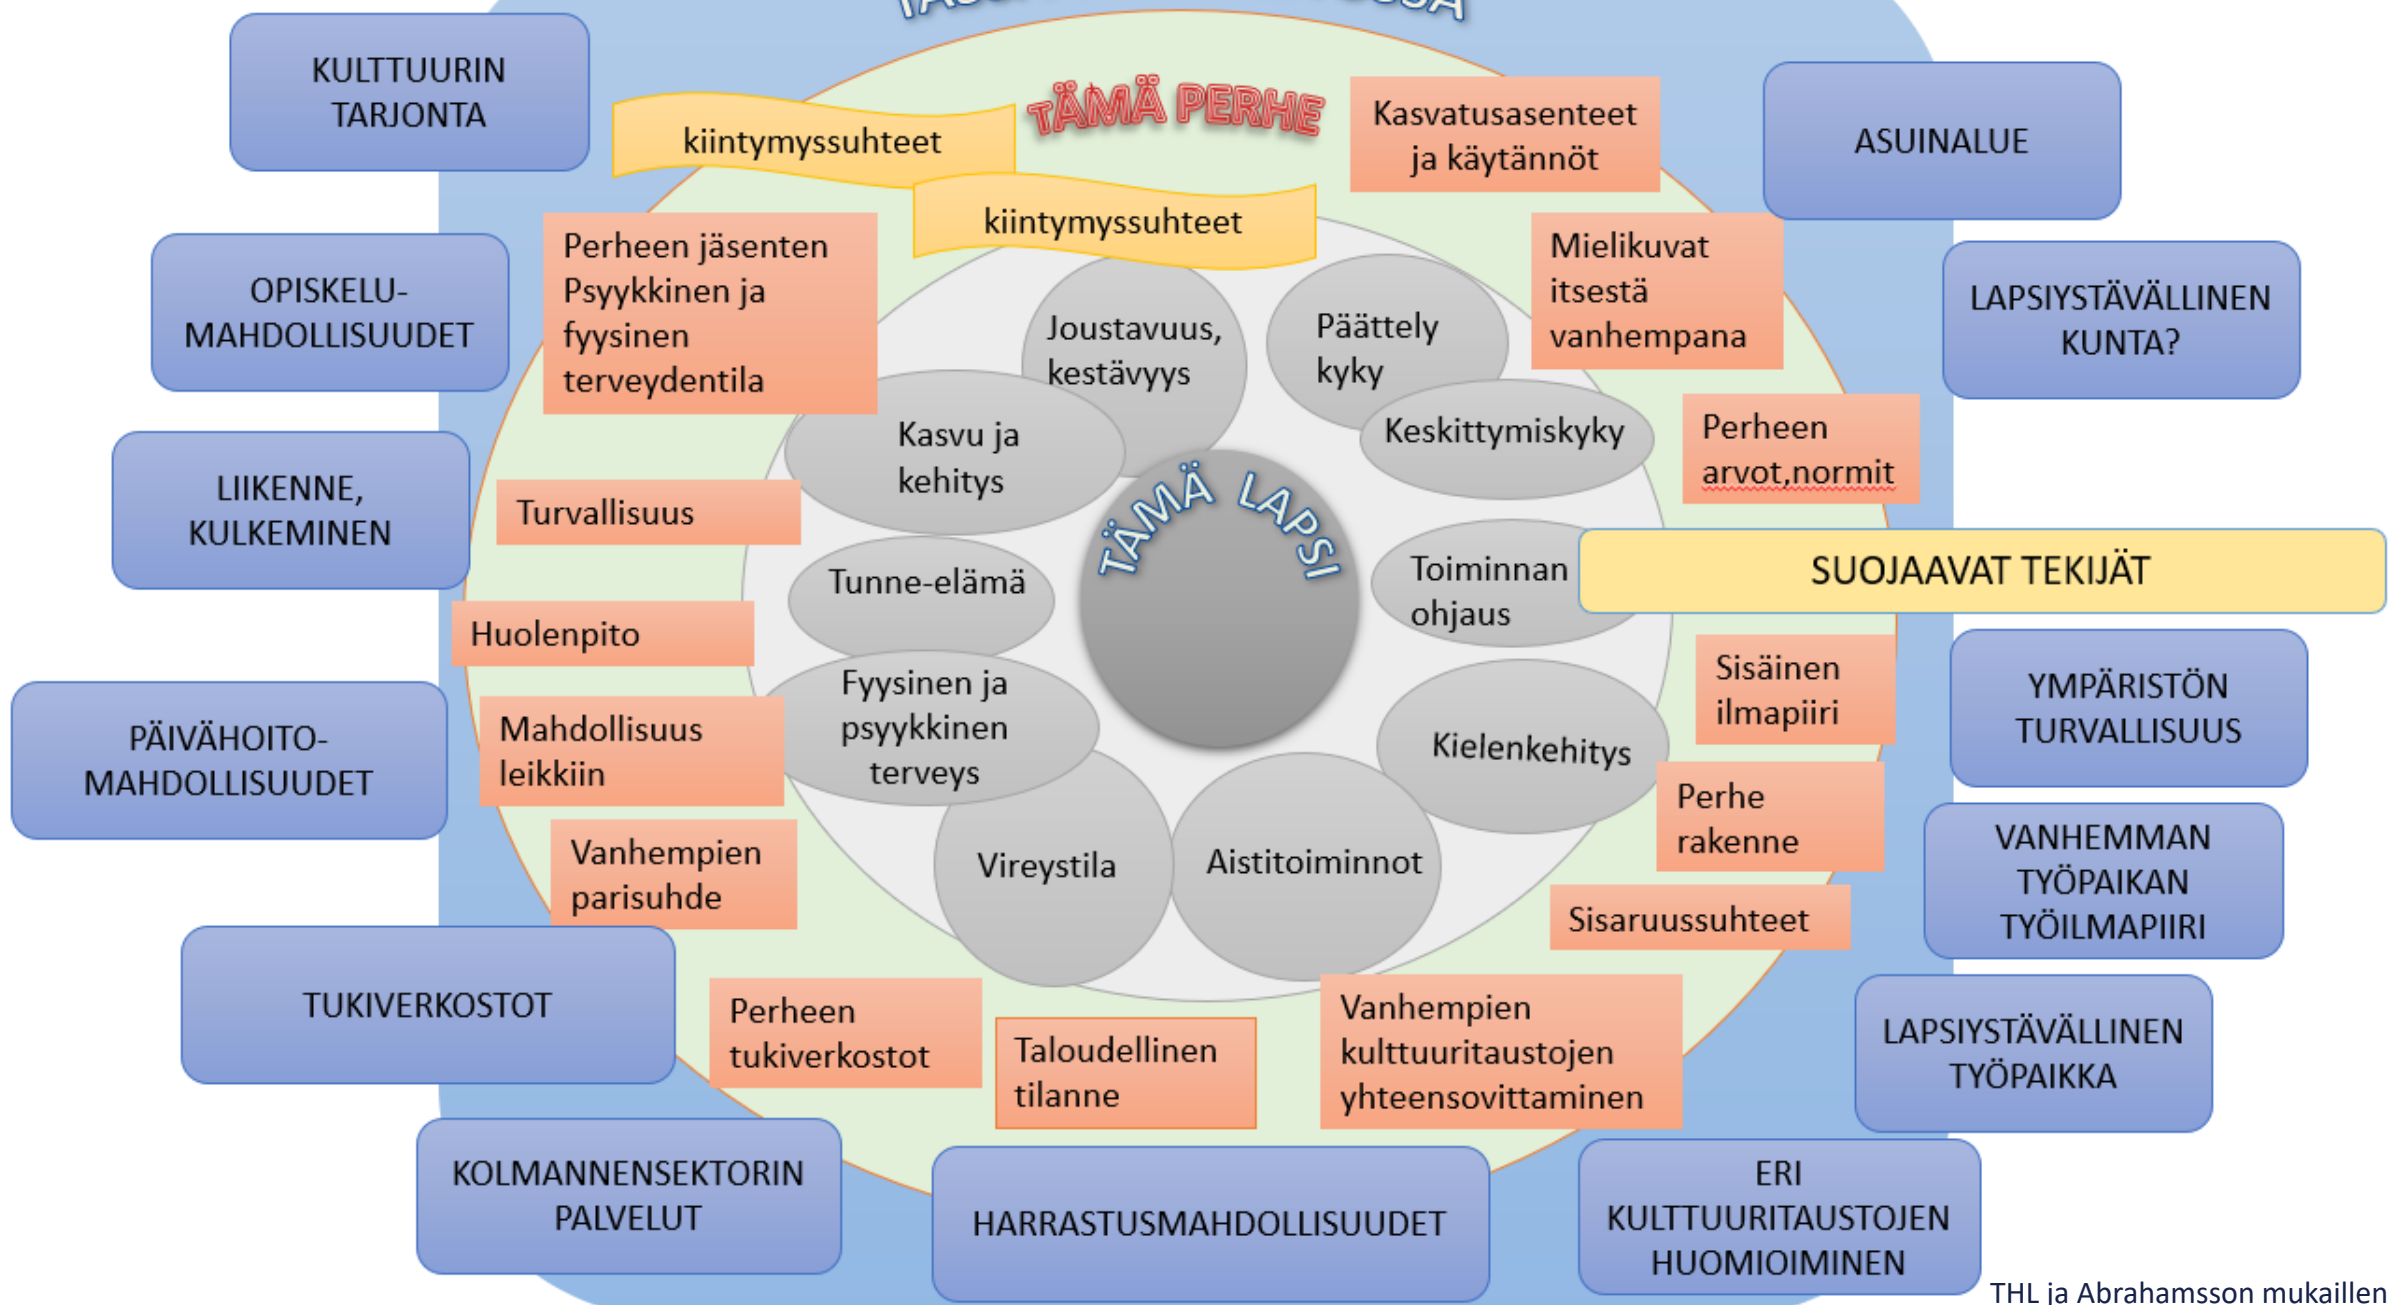 KULTTUURIN
TARJONTA
kiintymyssuhteet
TÄMÄ PERHE
Kasvatusasenteet
ja käytännöt
ASUINALUE
kiintymyssuhteet
Perheen jäsenten
Psyykkinen ja
fyysinen
terveydentila
Mielikuvat
itsestä
vanhempana
OPISKELU-
MAHDOLLISUUDET
LAPSIYSTÄVÄLLINEN
KUNTA?
Joustavuus,
kestävyys
Päättely
kyky
Keskittymiskyky
Kasvu ja
kehitys
Perheen
arvot,normit
LIIKENNE,
KULKEMINEN
Turvallisuus
TÄMÄ LAPSI
Tunne-elämä
Toiminnan
ohjaus
SUOJAAVAT TEKIJÄT
Huolenpito
Fyysinen ja
psyykkinen
terveys
Sisäinen
ilmapiiri
YMPÄRISTÖN
TURVALLISUUS
PÄIVÄHOITO-
MAHDOLLISUUDET
Mahdollisuus
leikkiin
Kielenkehitys
Perhe
rakenne
VANHEMMAN
TYÖPAIKAN
TYÖILMAPIIRI
Vanhempien
parisuhde
Vireystila
Aistitoiminnot
Sisaruussuhteet
TUKIVERKOSTOT
Perheen
tukiverkostot
Taloudellinen
tilanne
Vanhempien
kulttuuritaustojen
yhteensovittaminen
LAPSIYSTÄVÄLLINEN
TYÖPAIKKA
KOLMANNENSEKTORIN
PALVELUT
HARRASTUSMAHDOLLISUUDET
ERI
KULTTUURITAUSTOJEN
HUOMIOIMINEN
THL ja Abrahamsson mukaillen